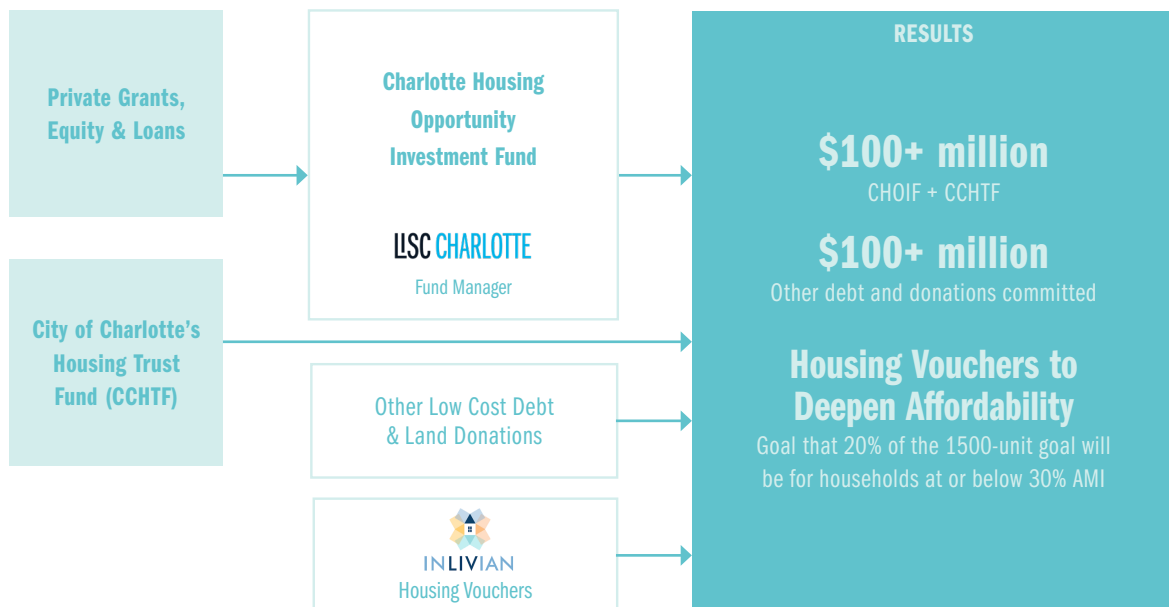 Private Grants,
Equity & Loans
City of Charlotte’s
Housing Trust
Fund (CCHTF)
Charlotte Housing
Opportunity
Investment Fund
LISC CHARLOTTE
Fund Manager
Other Low Cost Debt
& Land Donations
INLIVIAN
Housing Vouchers
RESULTS
$100+ million
CHOIF + CCHTF
$100+ million
Other debt and donations committed
Housing Vouchers to
Deepen Affordability
Goal that 20% of the 1500-unit goal will
be for households at or below 30% AMI